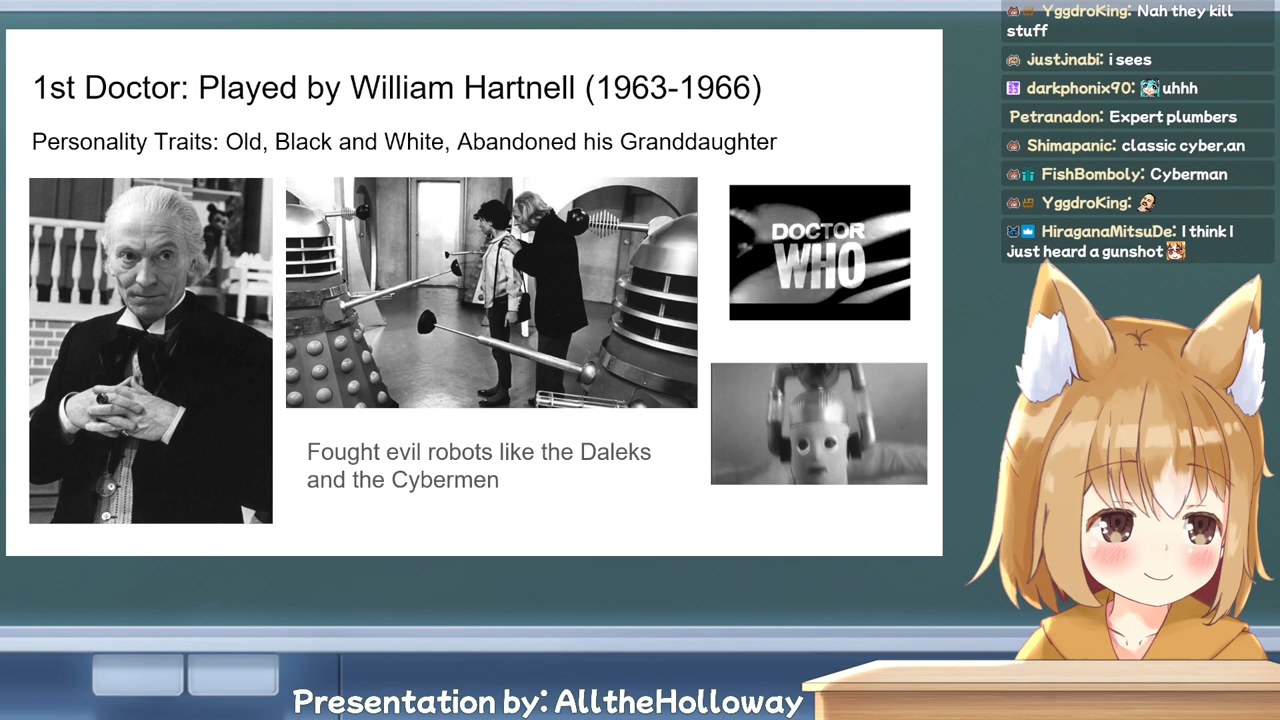 1st Doctor: Played by William Hartnell (1963-1966)
Personality Traits: Old, Black and White, Abandoned his Granddaughter
DOCTOR
WHO
Fought evil robots like the Daleks
and the Cybermen
YggdroKing: Nah they kill
stuff
justjnabi: i sees
darkphonix90: uhhh
Petranadon: Expert plumbers
Shimapanic: classic cyber.an
FishBomboly: Cyberman
YggdroKing:
HiraganaMitsuDe: I think I
just heard a gunshot
Presentation by: AlltheHolloway